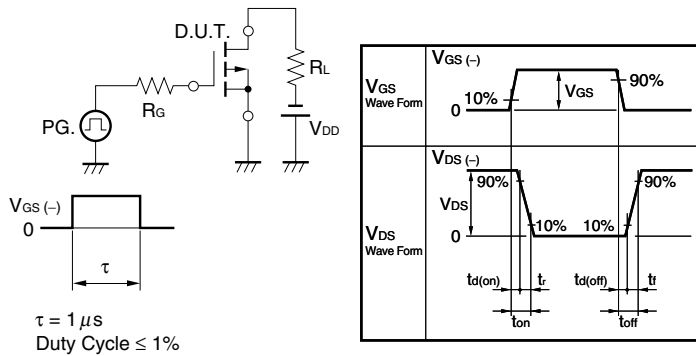 D.U.T.
RL
RG
PG.
VDD
VGS (−)
0
τ
τ = 1 μs
Duty Cycle ≤ 1%
VGS
Wave Form
VGS (−)
10%
0
VGS
90%
VDS
Wave Form
VDS (−)
90%
VDS
0
10%
10%
90%
td(on)
tr
td(off)
tf
ton
toff